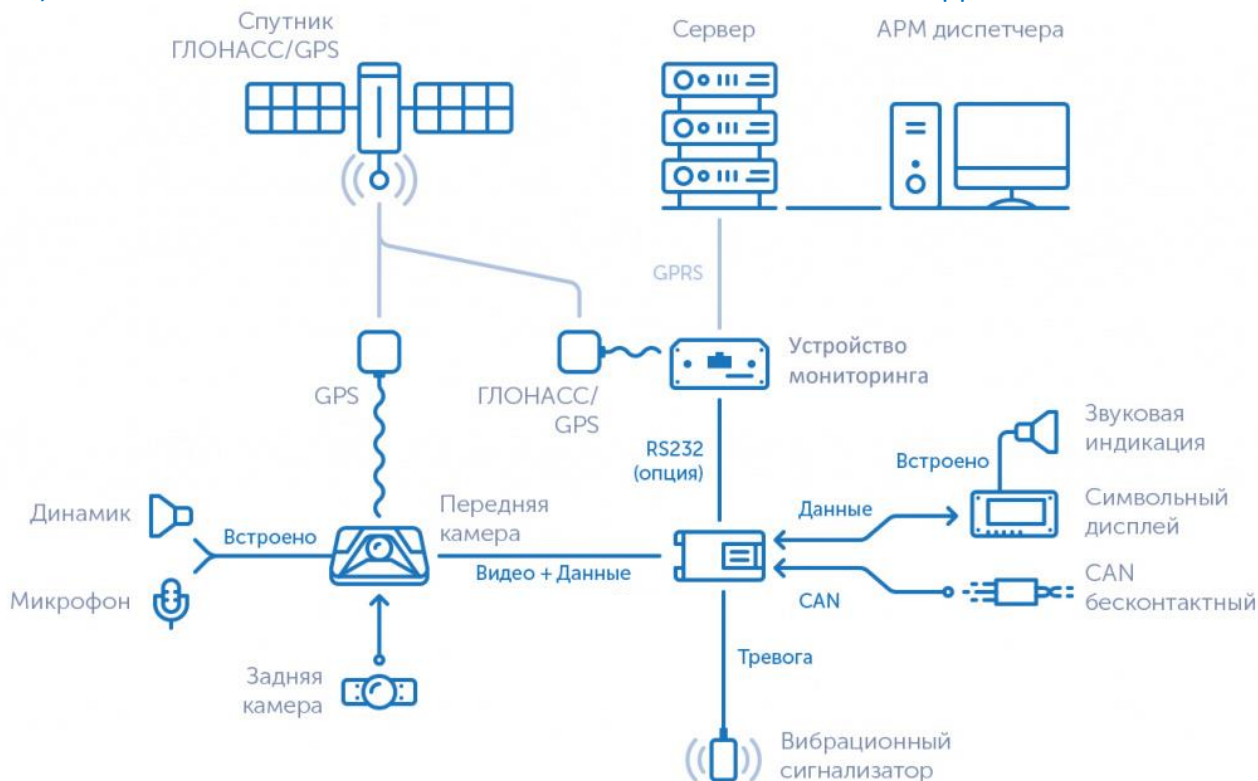 Спутник
ГЛОНАСС/GPS
Сервер
АРМ диспетчера
GPRS
Устройство
мониторинга
GPS
ГЛОНАСС/
GPS
RS232
(опция)
Звуковая
индикация
Встроено
Динамик
Встроено
Передняя
камера
Данные
Символьный
дисплей
Видео + Данные
Микрофон
CAN
CAN
бесконтактный
Задняя
камера
Тревога
Вибрационный
сигнализатор